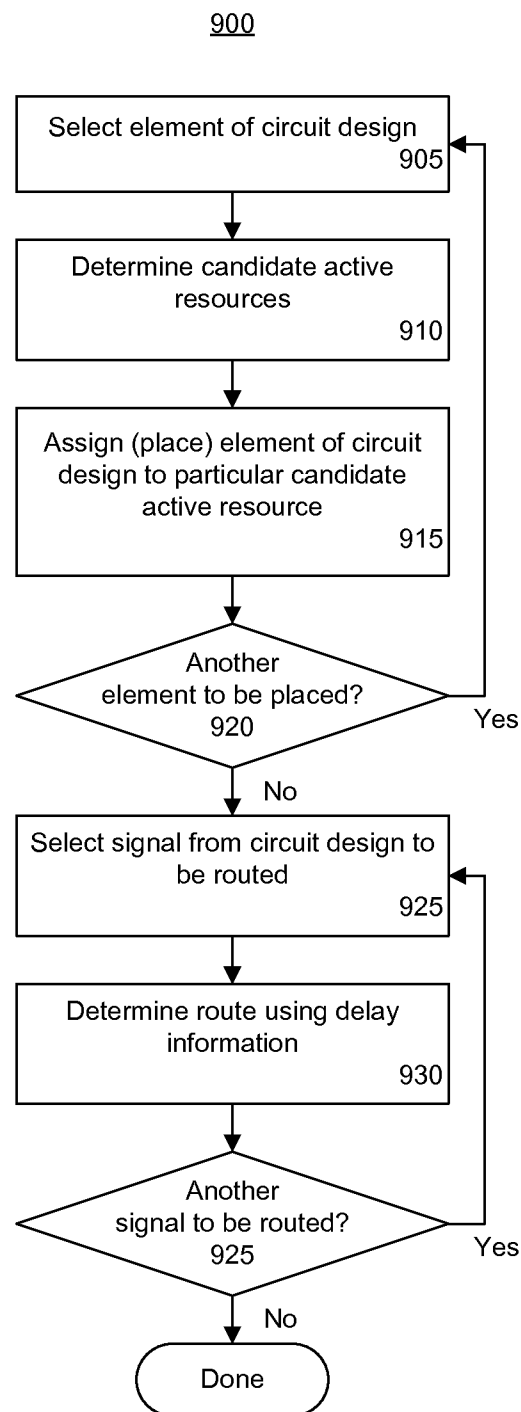 900
Select element of circuit design
905
Determine candidate active
resources
910
Assign (place) element of circuit
design to particular candidate
active resource
915
Another
element to be placed?
920
Yes
No
Select signal from circuit design to
be routed
925
Determine route using delay
information
930
Another
signal to be routed?
925
Yes
No
Done